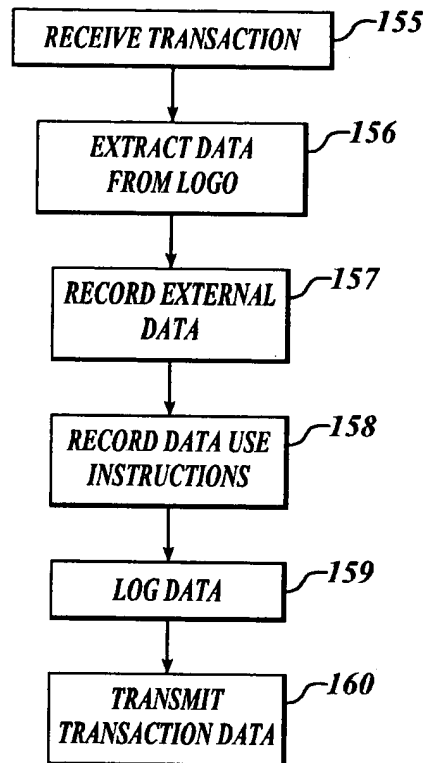 RECEIVE TRANSACTION
155
EXTRACT DATA
FROM LOGO
156
RECORD EXTERNAL
DATA
157
RECORD DATA USE
INSTRUCTIONS
158
LOG DATA
159
TRANSMIT
TRANSACTION DATA
160